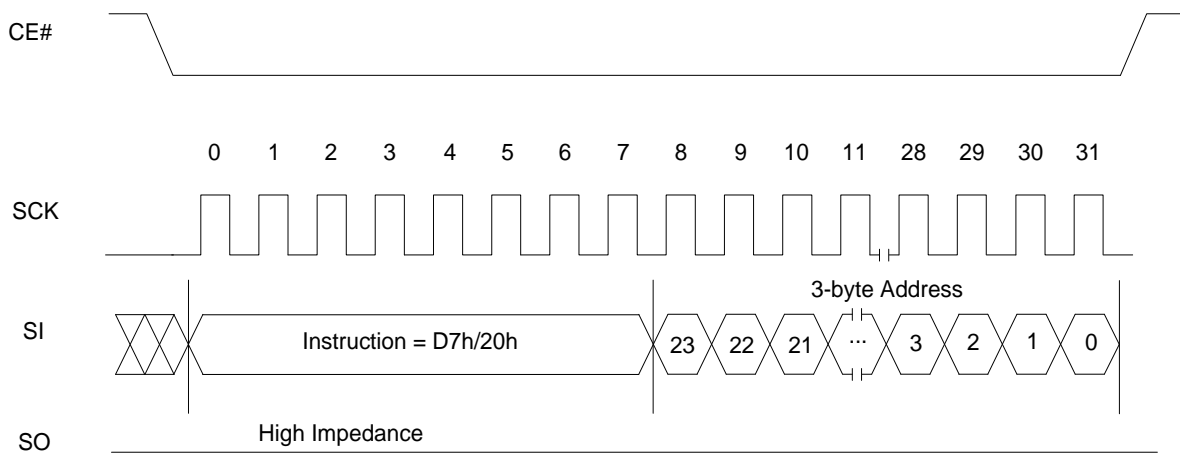 CE#
0 1 2 3 4 5 6 7 8 9 10 11 28 29 30 31
SCK
3-byte Address
SI
Instruction = D7h/20h
23 22 21 ... 3 2 1 0
High Impedance
SO